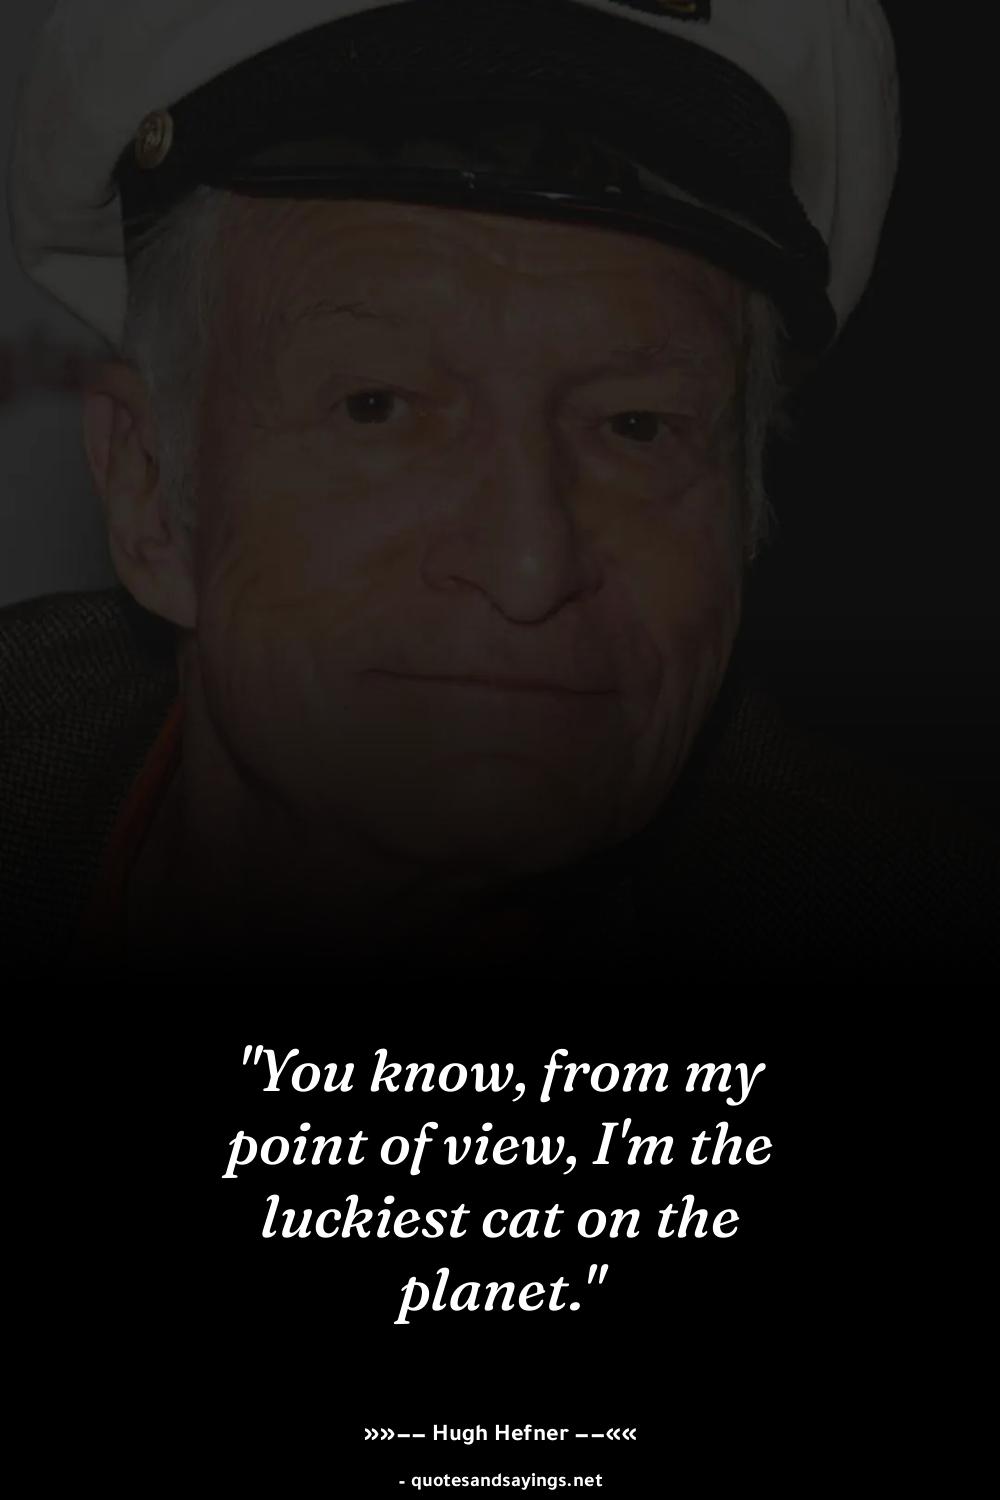 "You know, from my
point of view, I'm the
luckiest cat on the
planet."
»»−− Hugh Hefner −−««
- quotesandsayings.net